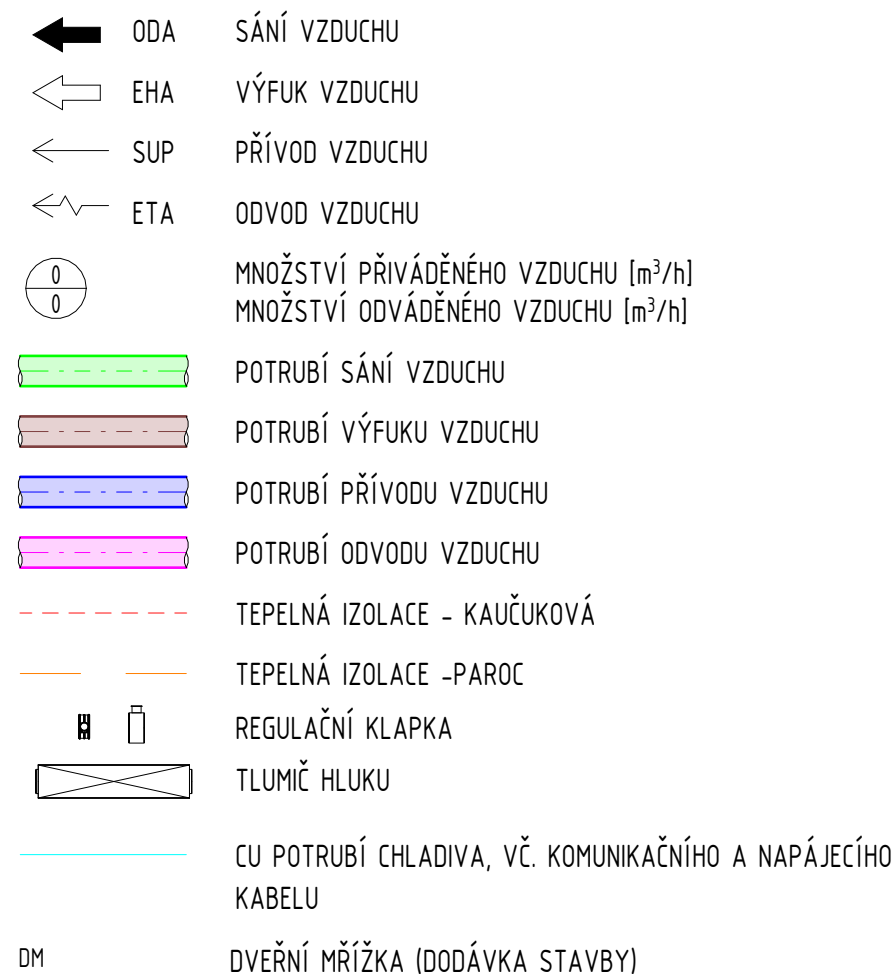 ODA SÁNÍ VZDUCHU
EHA VÝFUK VZDUCHU
SUP PŘÍVOD VZDUCHU
ETA ODVOD VZDUCHU
0 MNOŽSTVÍ PŘIVÁDĚNÉHO VZDUCHU [m³/h]
0 MNOŽSTVÍ ODVÁDĚNÉHO VZDUCHU [m³/h]
POTRUBÍ SÁNÍ VZDUCHU
POTRUBÍ VÝFUKU VZDUCHU
POTRUBÍ PŘÍVODU VZDUCHU
POTRUBÍ ODVODU VZDUCHU
TEPELNÁ IZOLACE - KAUČUKOVÁ
TEPELNÁ IZOLACE -PAROC
REGULAČNÍ KLAPKA
TLUMIČ HLUKU
CU POTRUBÍ CHLADIVA, VČ. KOMUNIKAČNÍHO A NAPÁJECÍHO
KABELU
DM DVEŘNÍ MŘÍŽKA (DODÁVKA STAVBY)